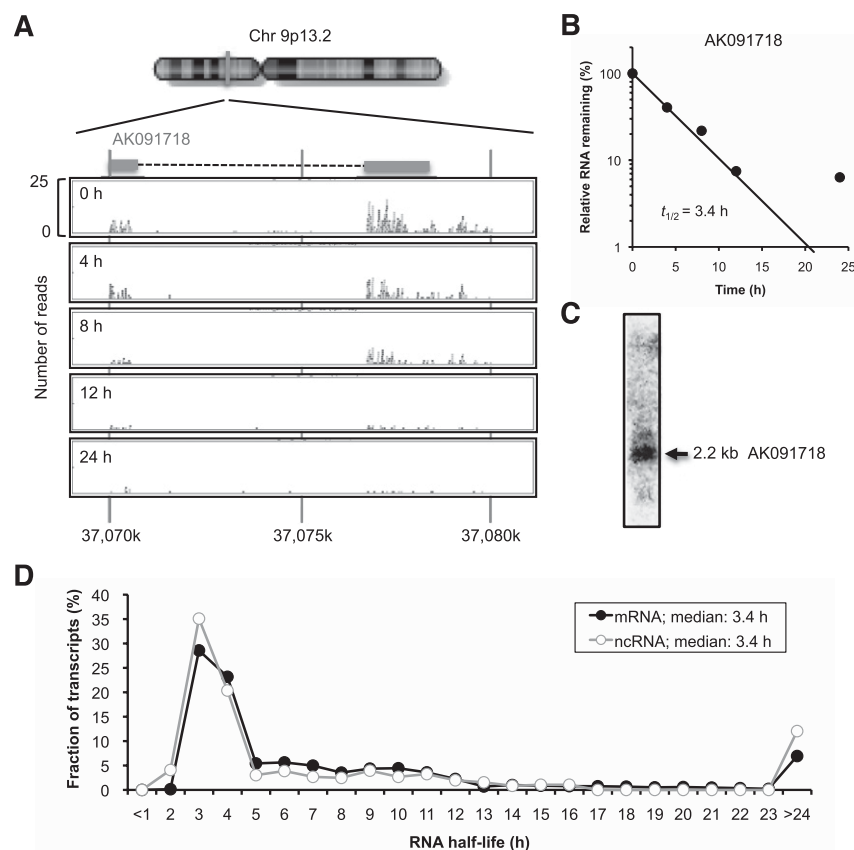 A
Chr 9p13.2
AK091718
25
0
Number of reads
0 h
4 h
8 h
12 h
24 h
37,070k 37,075k 37,080k
B
AK091718
Relative RNA remaining (%)
100
10
1
t1/2 = 3.4 h
0 5 10 15 20 25
Time (h)
C
2.2 kb AK091718
D
Fraction of transcripts (%)
40
35
30
25
20
15
10
5
0
mRNA; median: 3.4 h
ncRNA; median: 3.4 h
<1 2 3 4 5 6 7 8 9 10 11 12 13 14 15 16 17 18 19 20 21 22 23 >24
RNA half-life (h)